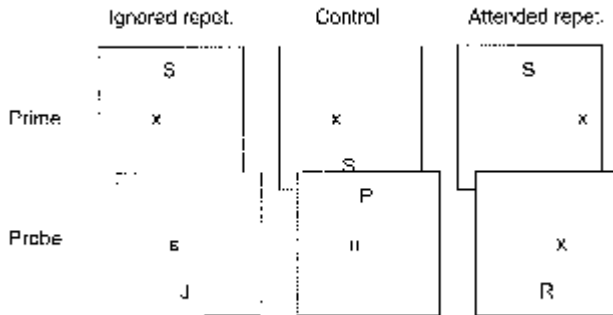 Ignored repet. Control Attended repet.
S S
Prime x x x
S
P
Probe s x
J R